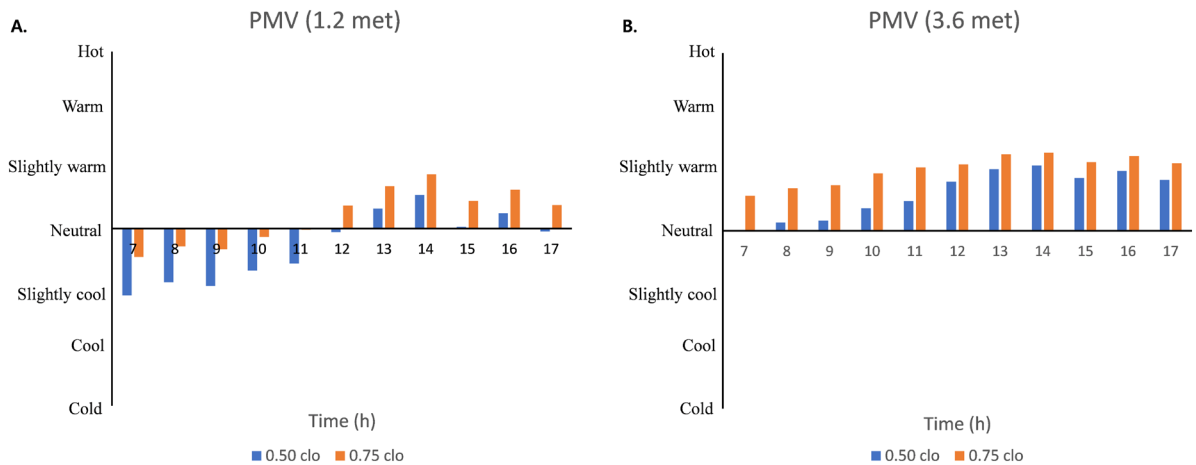 A.
PMV (1.2 met)
Hot
Warm
Slightly warm
Neutral
Slightly cool
Cool
Cold
7 8 9 10 11 12 13 14 15 16 17
Time (h)
0.50 clo 0.75 clo
B.
PMV (3.6 met)
Hot
Warm
Slightly warm
Neutral
Slightly cool
Cool
Cold
7 8 9 10 11 12 13 14 15 16 17
Time (h)
0.50 clo 0.75 clo